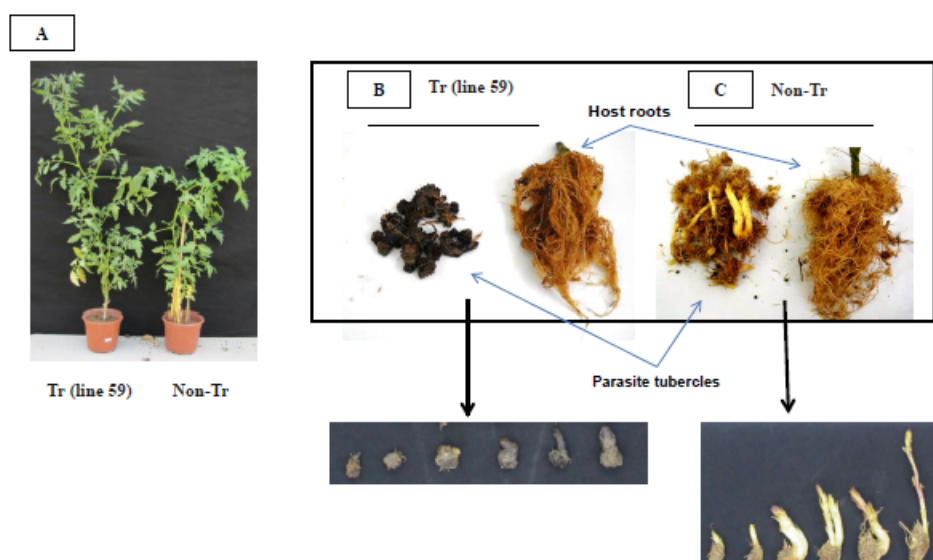 A
Tr (line 59)
Non-Tr
B
Tr (line 59)
C
Non-Tr
Host roots
Parasite tubercles